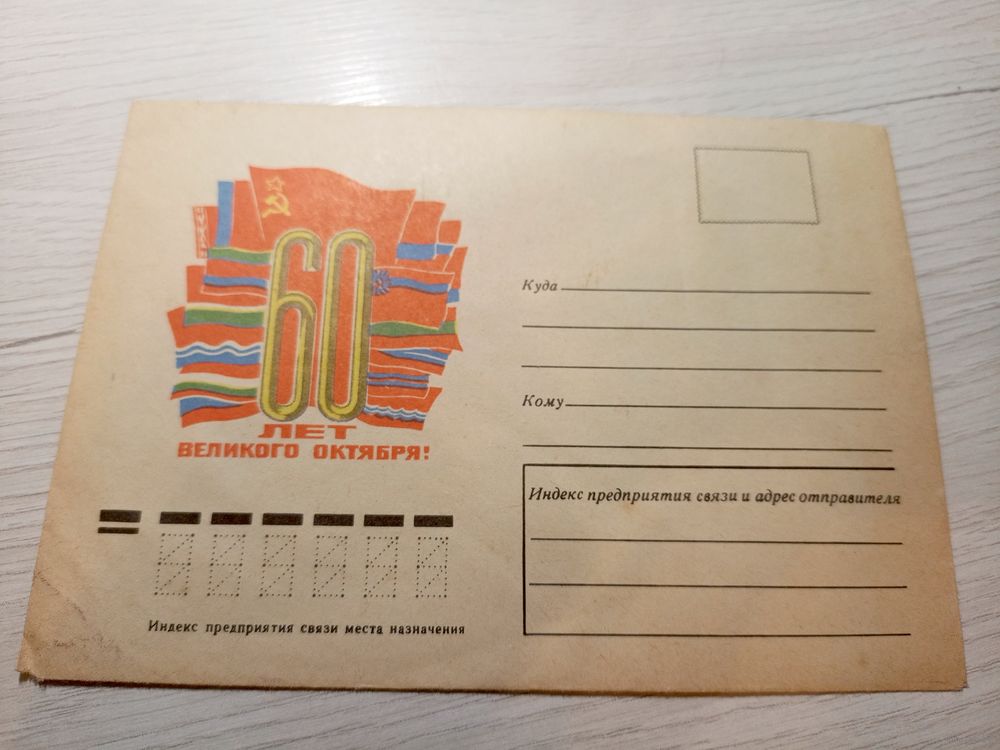 60
ЛЕТ
ВЕЛИКОГО ОКТЯБРЯ!
Куда
Кому
Индекс предприятия связи и адрес отправителя
Индекс предприятия связи места назначения